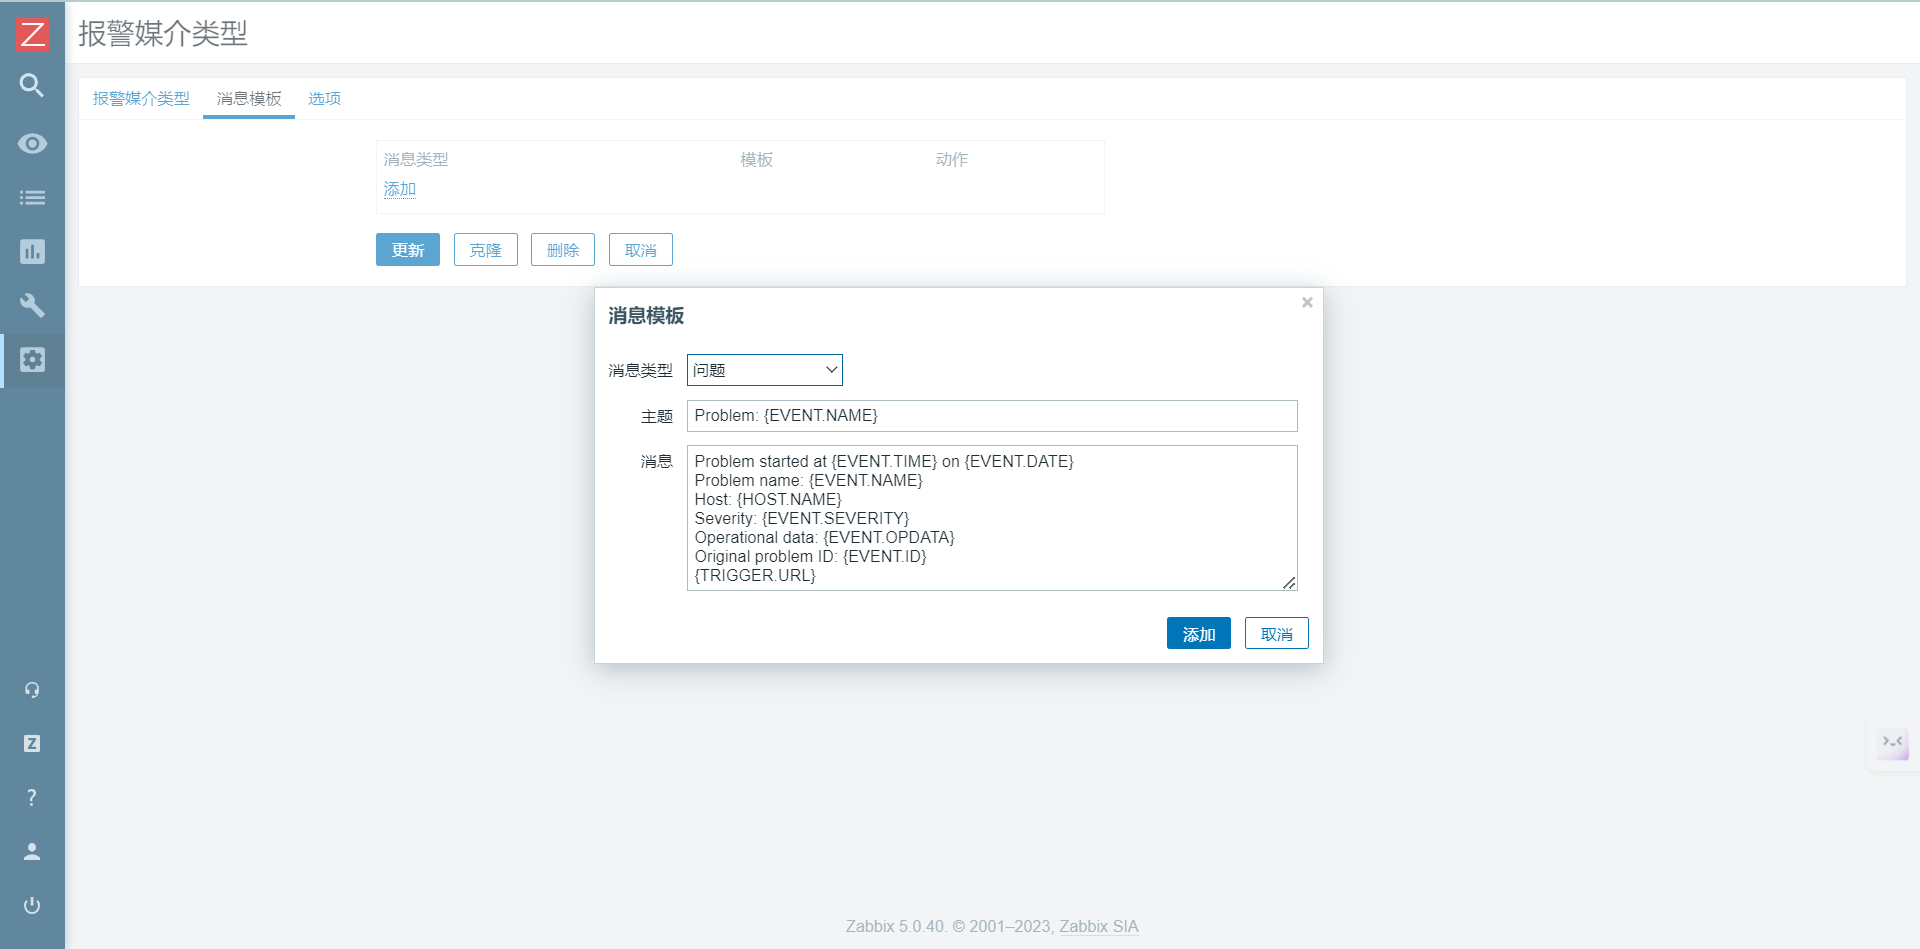 Z
报警媒介类型
报警媒介类型 消息模板 选项
消息类型 模板 动作
添加
更新 克隆 删除 取消
消息模板
消息类型 问题
主题 Problem: {EVENT.NAME}
消息 Problem started at {EVENT.TIME} on {EVENT.DATE}
Problem name: {EVENT.NAME}
Host: {HOST.NAME}
Severity: {EVENT.SEVERITY}
Operational data: {EVENT.OPDATA}
Original problem ID: {EVENT.ID}
{TRIGGER.URL}
添加 取消
Z
?
Zabbix 5.0.40. © 2001–2023, Zabbix SIA